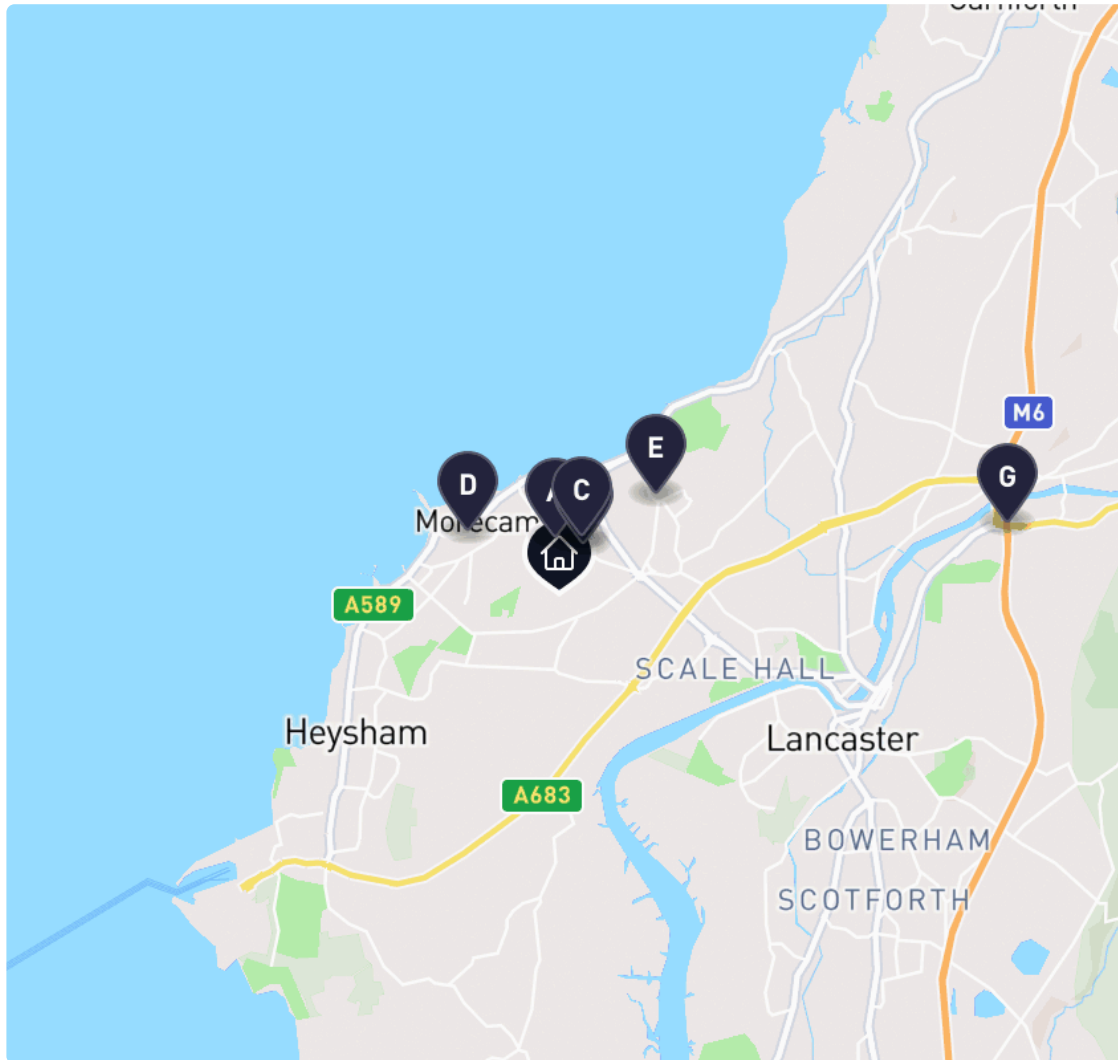 M6
E
D
A
C
G
A589
SCALE HALL
Heysham
Lancaster
A683
BOWERHAM
SCOTFORTH